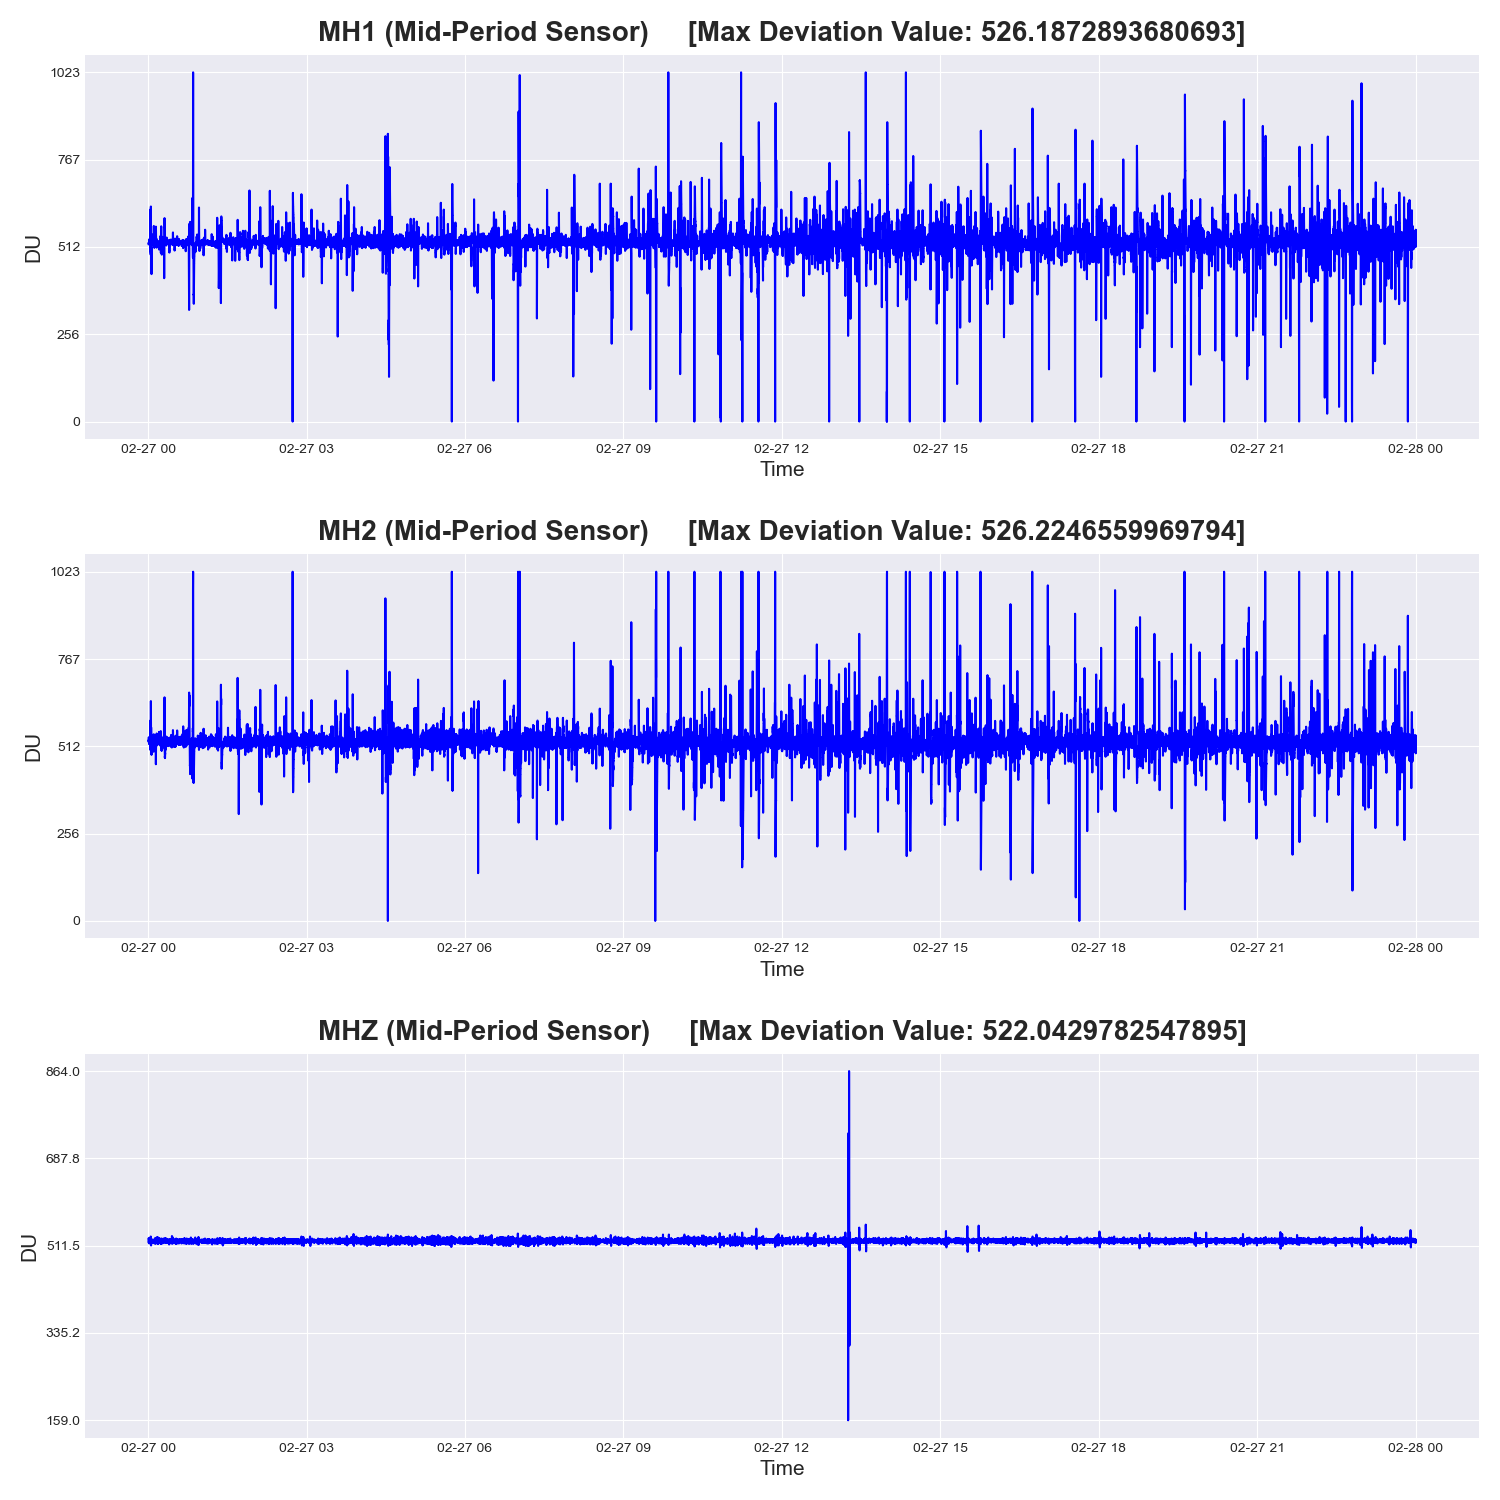 MH1 (Mid-Period Sensor) [Max Deviation Value: 526.1872893680693]
1023
767
512
256
0
DU
02-27 00 02-27 03 02-27 06 02-27 09 02-27 12 02-27 15 02-27 18 02-27 21 02-28 00
Time
MH2 (Mid-Period Sensor) [Max Deviation Value: 526.2246559969794]
1023
767
512
256
0
DU
02-27 00 02-27 03 02-27 06 02-27 09 02-27 12 02-27 15 02-27 18 02-27 21 02-28 00
Time
MHZ (Mid-Period Sensor) [Max Deviation Value: 522.0429782547895]
864.0
687.8
511.5
335.2
159.0
DU
02-27 00 02-27 03 02-27 06 02-27 09 02-27 12 02-27 15 02-27 18 02-27 21 02-28 00
Time